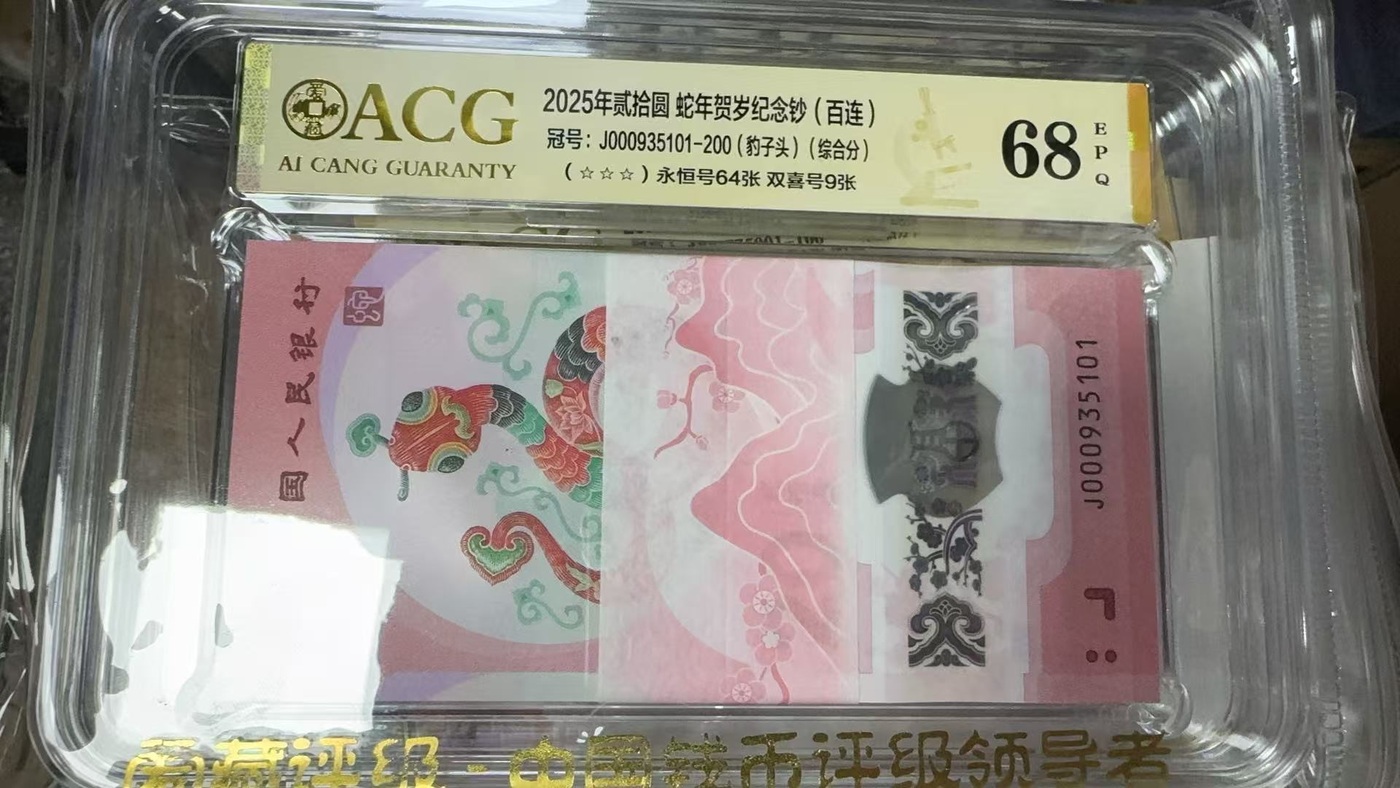 ACG
AI CANG GUARANTY
2025年贰拾圆 蛇年贺岁纪念钞(百连)
冠号:J000935101-200(豹子头)(综合分)
(☆☆☆)永恒号64张 双喜号9张
68
EPQ
国人民银行
J000935101
爱藏评级-中国钱币评级领导者